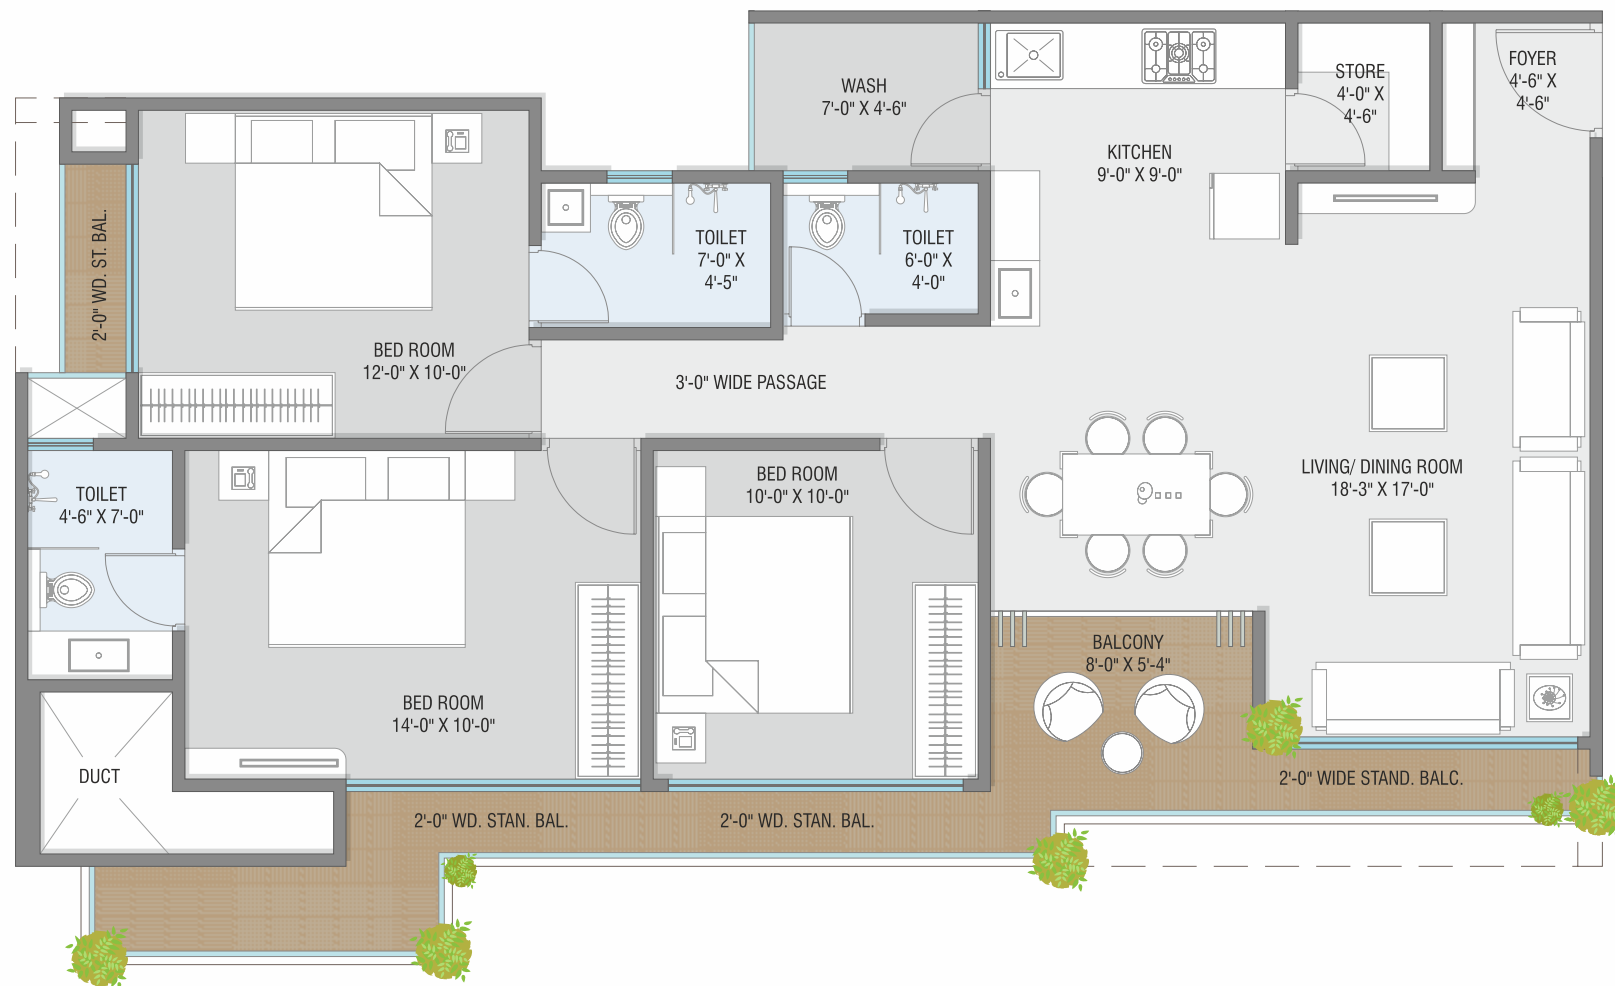 FOYER
4'-6" X
4'-6"
STORE
4'-0" X
4'-6"
WASH
7'-0" X 4'-6"
KITCHEN
9'-0" X 9'-0"
TOILET
7'-0" X
4'-5"
TOILET
6'-0" X
4'-0"
2'-0" WD. ST. BAL.
BED ROOM
12'-0" X 10'-0"
3'-0" WIDE PASSAGE
LIVING/ DINING ROOM
18'-3" X 17'-0"
BED ROOM
10'-0" X 10'-0"
TOILET
4'-6" X 7'-0"
BALCONY
8'-0" X 5'-4"
BED ROOM
14'-0" X 10'-0"
DUCT
2'-0" WIDE STAND. BALC.
2'-0" WD. STAN. BAL.
2'-0" WD. STAN. BAL.